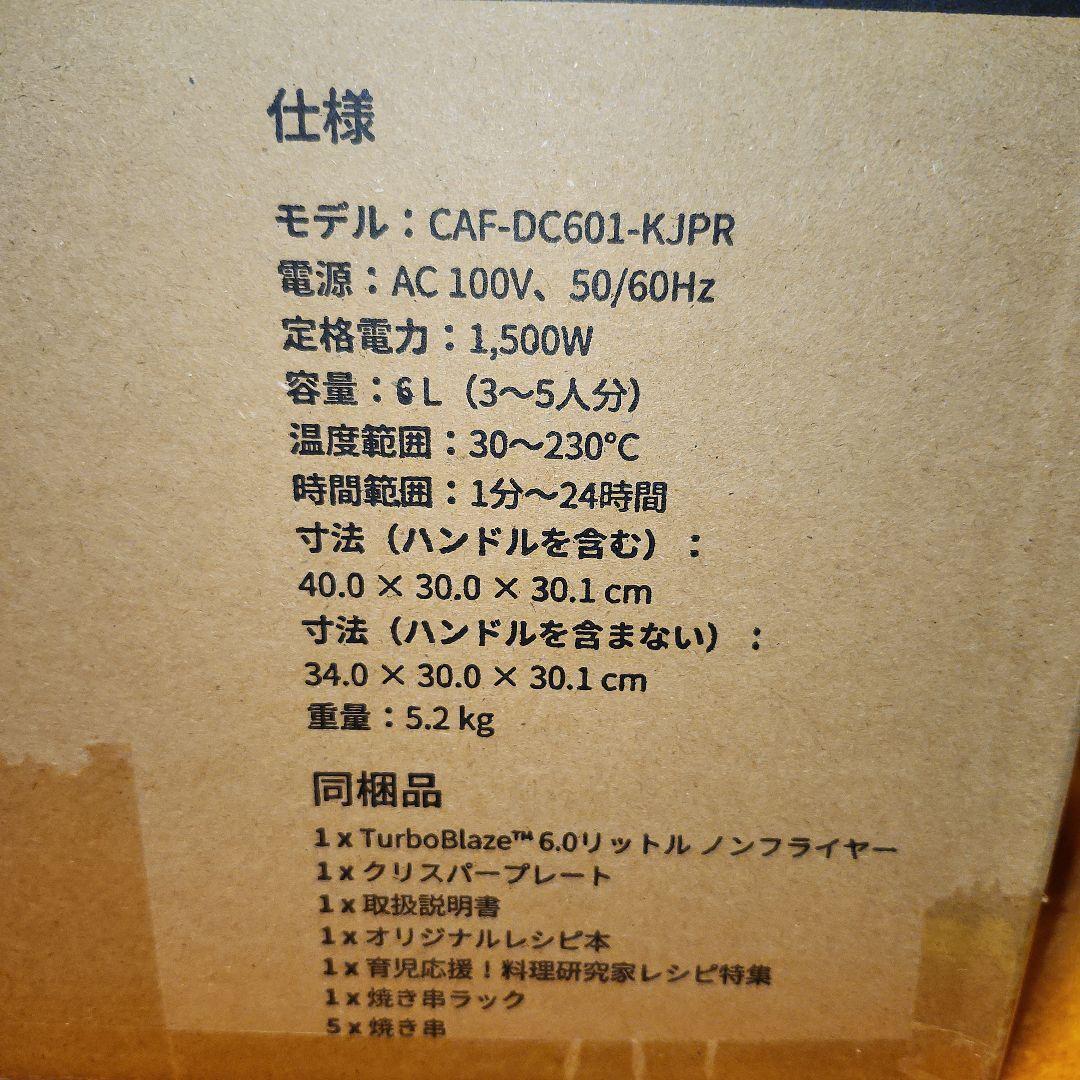 仕様
モデル：CAF-DC601-KJPR
電源：AC 100V、50/60Hz
定格電力：1,500W
容量：6 L（3～5人分）
温度範囲：30～230°C
時間範囲：1分～24時間
寸法（ハンドルを含む）：
40.0 × 30.0 × 30.1 cm
寸法（ハンドルを含まない）：
34.0 × 30.0 × 30.1 cm
重量：5.2 kg
同梱品
1 x TurboBlaze™ 6.0リットル ノンフライヤー
1 x クリスパープレート
1 x 取扱説明書
1 x オリジナルレシピ本
1 x 育児応援！料理研究家レシピ特集
1 x 焼き串ラック
5 x 焼き串